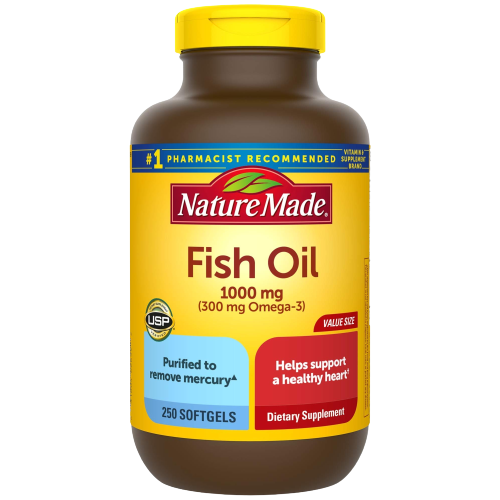 #1 PHARMACIST RECOMMENDED VITAMIN &
SUPPLEMENT
BRAND
Nature Made®
Fish Oil
1000 mg
(300 mg Omega-3)
VALUE SIZE
USP
Purified to
remove mercury▲
250 SOFTGELS
Helps support
a healthy heart†
Dietary Supplement